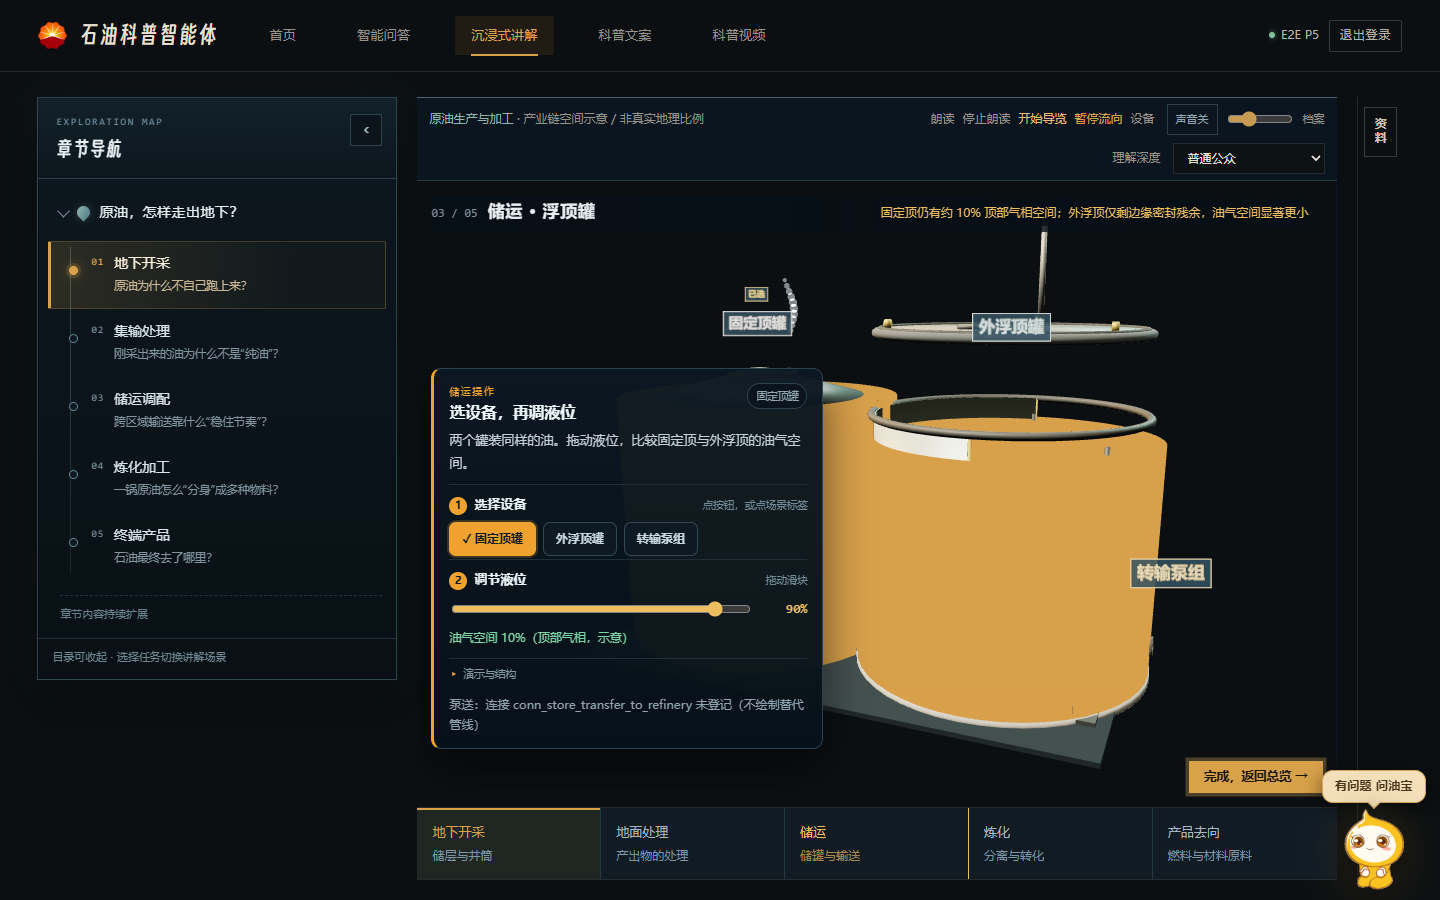 石油科普智能体
首页
智能问答
沉浸式讲解
科普文案
科普视频
E2E P5
退出登录
EXPLORATION MAP
章节导航
原油，怎样走出地下？
01 地下开采
原油为什么不自己跑上来？
02 集输处理
刚采出来的油为什么不是“纯油”？
03 储运调配
跨区域输送靠什么“稳住节奏”？
04 炼化加工
一锅原油怎么“分身”成多种物料？
05 终端产品
石油最终去了哪里？
章节内容持续扩展
目录可收起 · 选择任务切换讲解场景
原油生产与加工 · 产业链空间示意 / 非真实地理比例
朗读 停止朗读 开始导览 暂停流向 设备 声音关 档案
理解深度 普通公众
资料
03 / 05 储运 • 浮顶罐
固定顶仍有约 10% 顶部气相空间；外浮顶仅剩边缘密封残余，油气空间显著更小
已选
固定顶罐
外浮顶罐
转输泵组
储运操作
选设备，再调液位
固定顶罐
两个罐装同样的油。拖动液位，比较固定顶与外浮顶的油气空
间。
1 选择设备
点按钮，或点场景标签
✓ 固定顶罐
外浮顶罐
转输泵组
2 调节液位
拖动滑块
90%
油气空间 10%（顶部气相，示意）
演示与结构
泵送：连接 conn_store_transfer_to_refinery 未登记（不绘制替代
管线）
完成，返回总览 →
有问题 问油宝
地下开采
储层与井筒
地面处理
产出物的处理
储运
储罐与输送
炼化
分离与转化
产品去向
燃料与材料原料